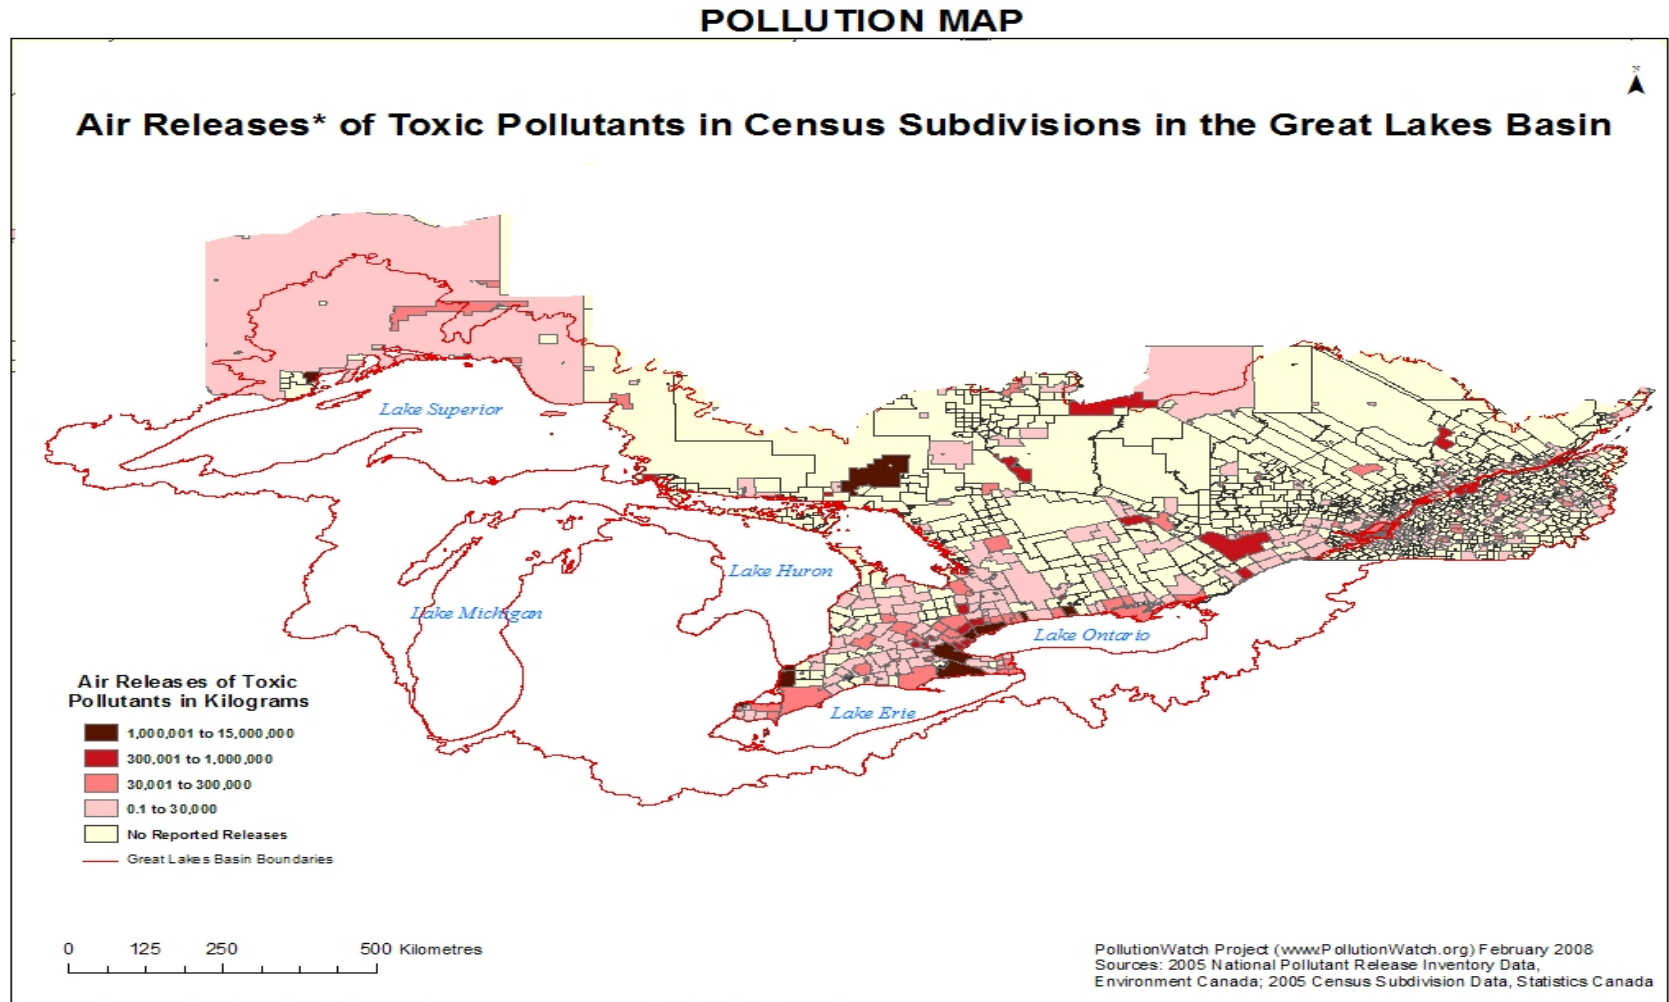 POLLUTION MAP
Air Releases* of Toxic Pollutants in Census Subdivisions in the Great Lakes Basin
Lake Superior
Lake Huron
Lake Michigan
Lake Ontario
Lake Erie
Air Releases of Toxic
Pollutants in Kilograms
1,000,001 to 15,000,000
300,001 to 1,000,000
30,001 to 300,000
0.1 to 30,000
No Reported Releases
Great Lakes Basin Boundaries
0 125 250 500 Kilometres
PollutionWatch Project (www.PollutionWatch.org) February 2008
Sources: 2005 National Pollutant Release Inventory Data,
Environment Canada; 2005 Census Subdivision Data, Statistics Canada